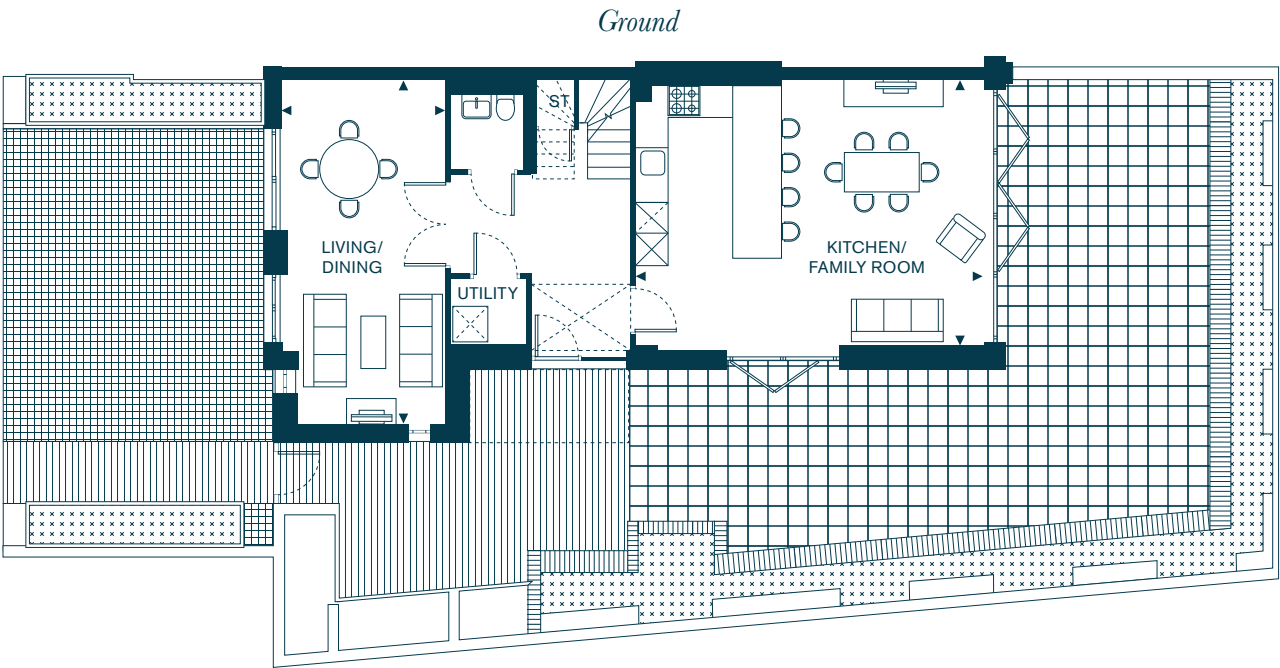 Ground
ST
LIVING/
DINING
KITCHEN/
FAMILY ROOM
UTILITY